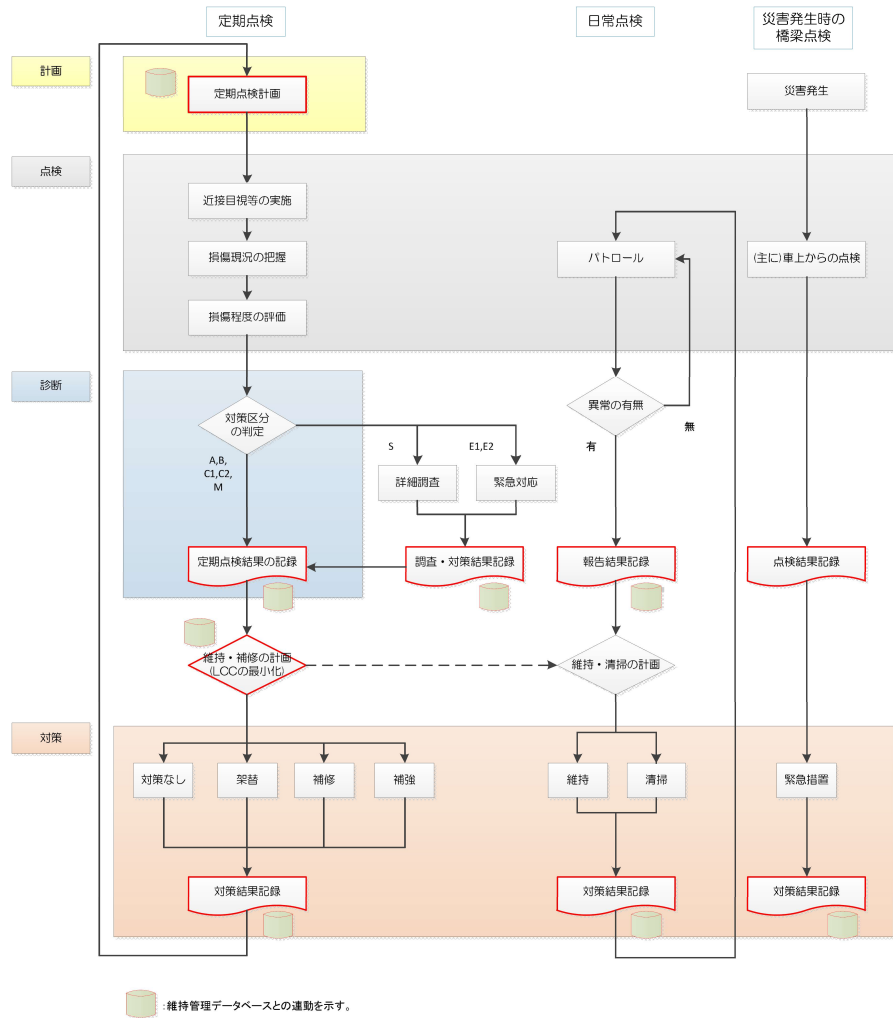 定期点検
日常点検
災害発生時の
橋梁点検
計画
定期点検計画
災害発生
点検
近接目視等の実施
損傷現況の把握
パトロール
(主に)車上からの点検
損傷程度の評価
診断
対策区分
の判定
異常の有無
無
有
S
E1,E2
A,B,
C1,C2,
M
詳細調査
緊急対応
定期点検結果の記録
調査・対策結果記録
報告結果記録
点検結果記録
維持・補修の計画
(LCCの最小化)
維持・清掃の計画
対策
対策なし
架替
補修
補強
維持
清掃
緊急措置
対策結果記録
対策結果記録
対策結果記録
:維持管理データベースとの連動を示す。